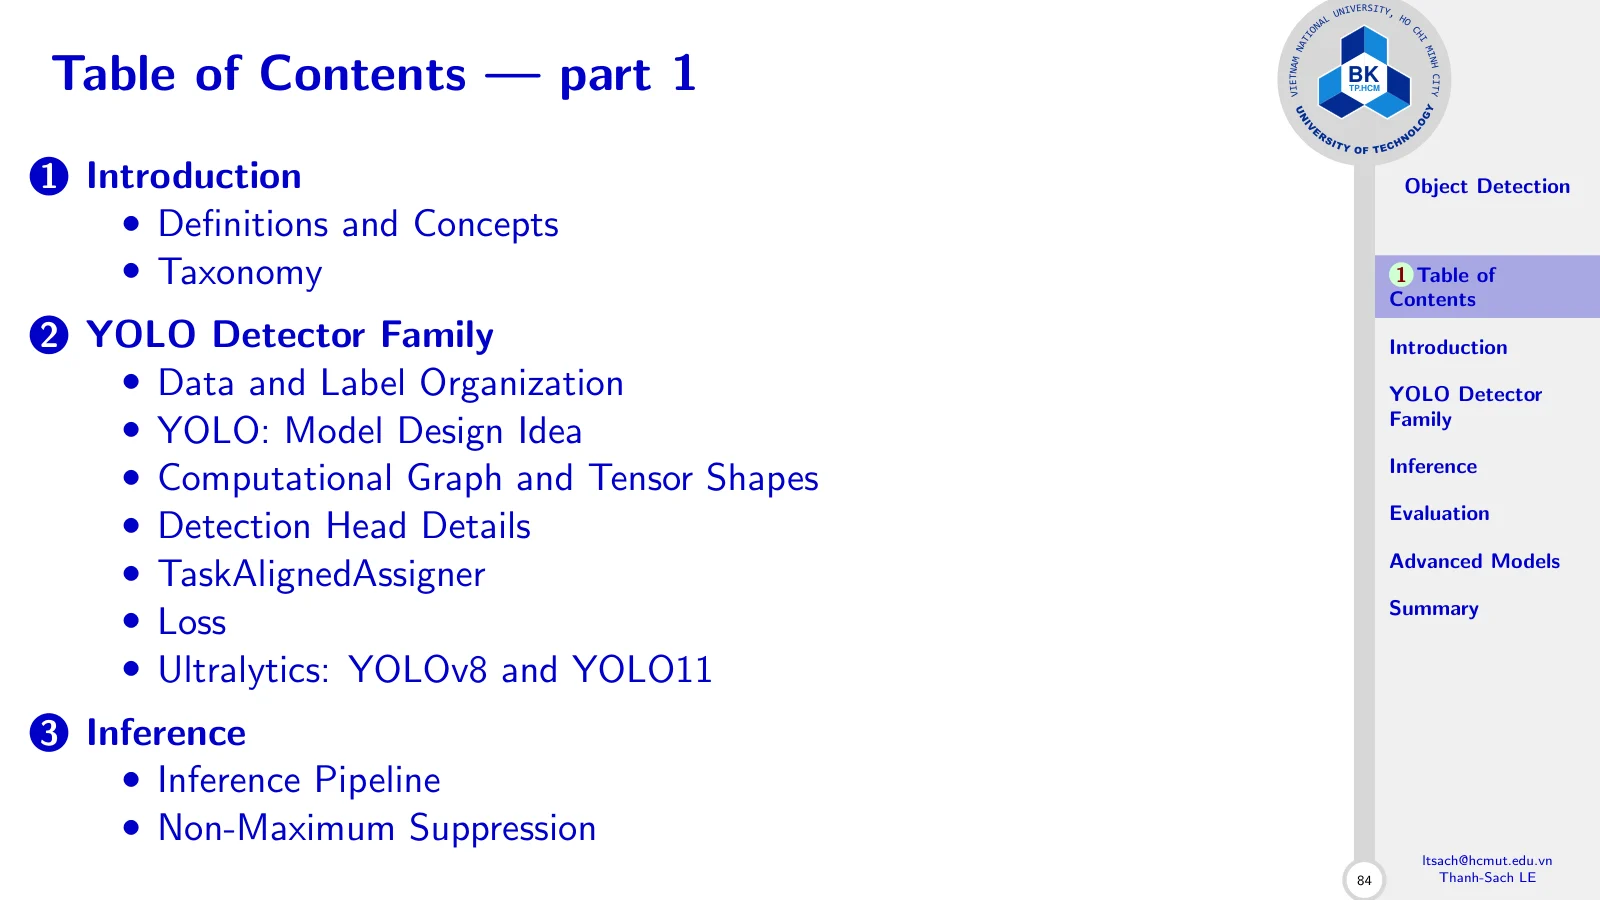 Table of Contents — part 1
1 Introduction
• Definitions and Concepts
• Taxonomy
2 YOLO Detector Family
• Data and Label Organization
• YOLO: Model Design Idea
• Computational Graph and Tensor Shapes
• Detection Head Details
• TaskAlignedAssigner
• Loss
• Ultralytics: YOLOv8 and YOLO11
3 Inference
• Inference Pipeline
• Non-Maximum Suppression
VIETNAM NATIONAL UNIVERSITY, HO CHI MINH CITY
BK
TP.HCM
UNIVERSITY OF TECHNOLOGY
Object Detection
1 Table of
Contents
Introduction
YOLO Detector
Family
Inference
Evaluation
Advanced Models
Summary
ltsach@hcmut.edu.vn
Thanh-Sach LE
84